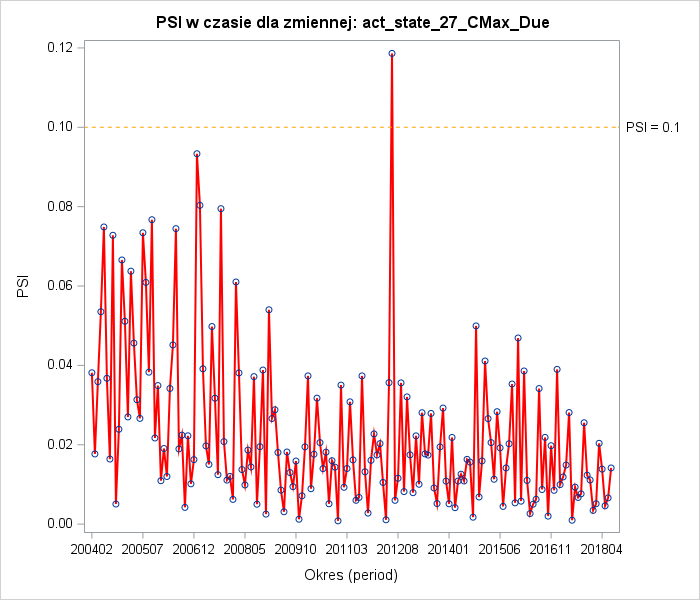 PSI w czasie dla zmiennej: act_state_27_CMax_Due
0.12
0.10
PSI = 0.1
0.08
0.06
0.04
0.02
0.00
PSI
200402 200507 200612 200805 200910 201103 201208 201401 201506 201611 201804
Okres (period)